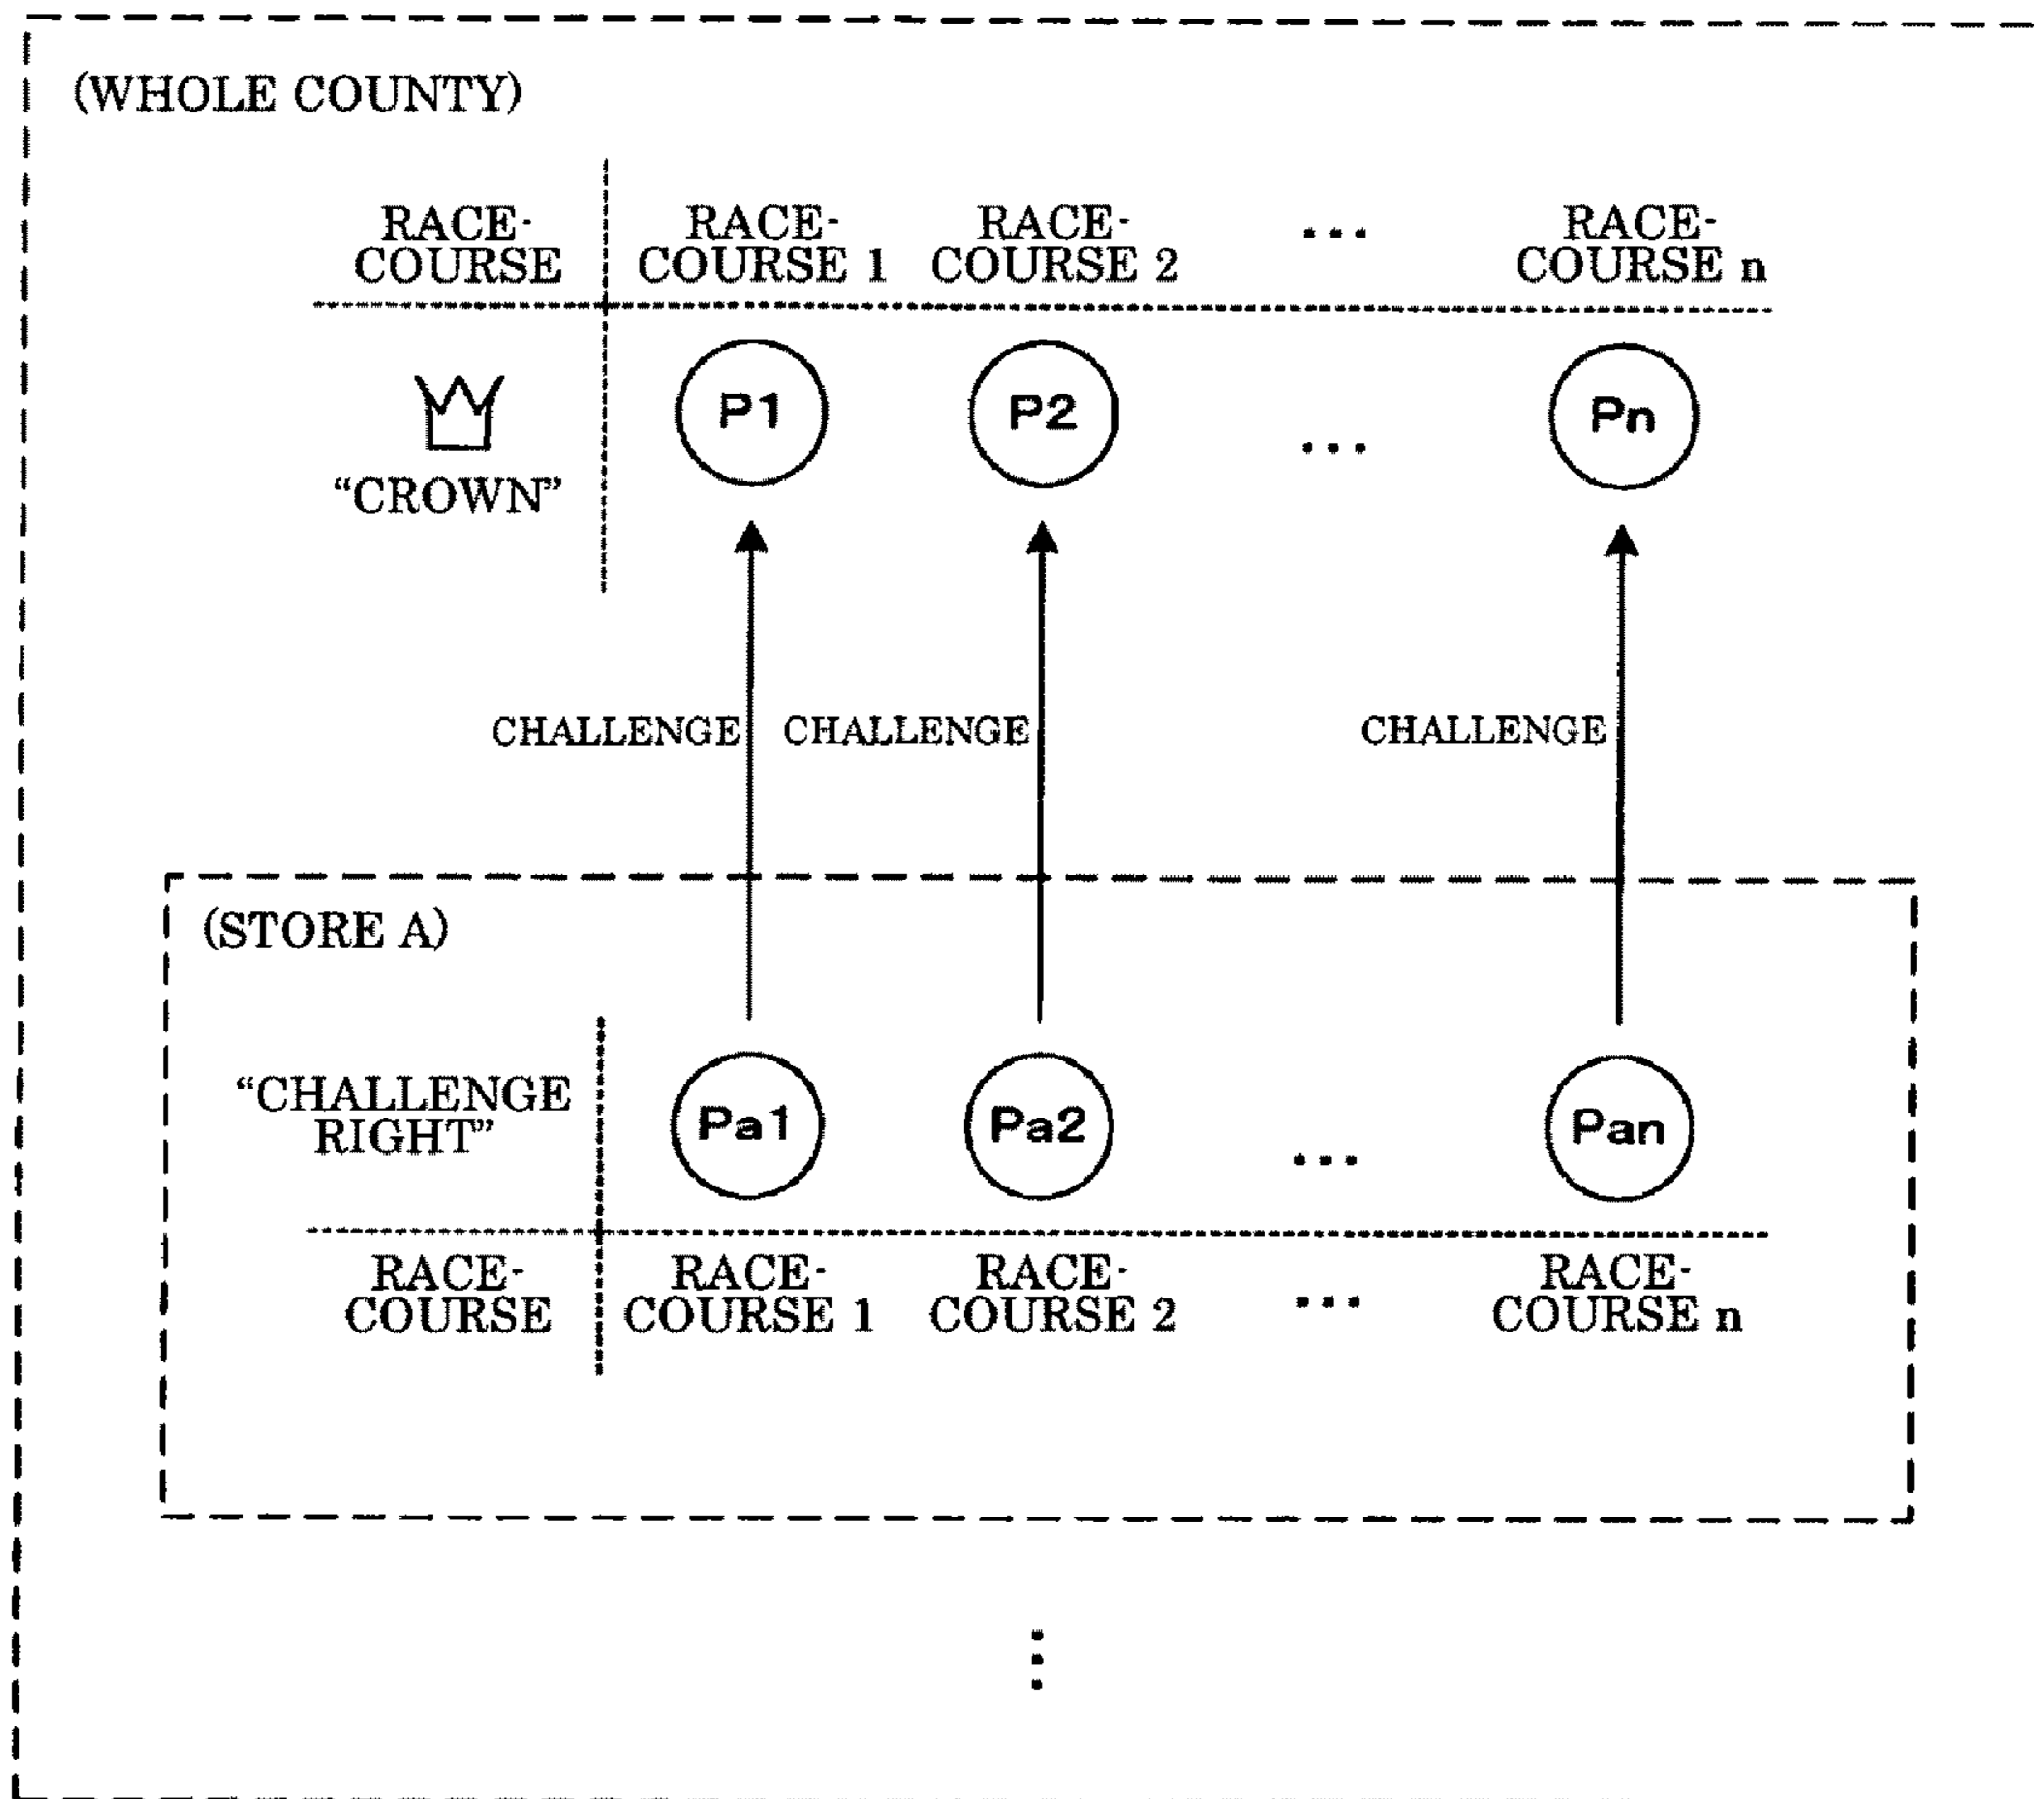 (WHOLE COUNTY)
RACE- RACE- RACE- ... RACE-
COURSE COURSE 1 COURSE 2 COURSE n
P1 P2 ... Pn
“CROWN”
CHALLENGE CHALLENGE CHALLENGE
(STORE A)
“CHALLENGE
RIGHT”
Pa1 Pa2 ... Pan
RACE- RACE- RACE- RACE-
COURSE COURSE 1 COURSE 2 ... COURSE n